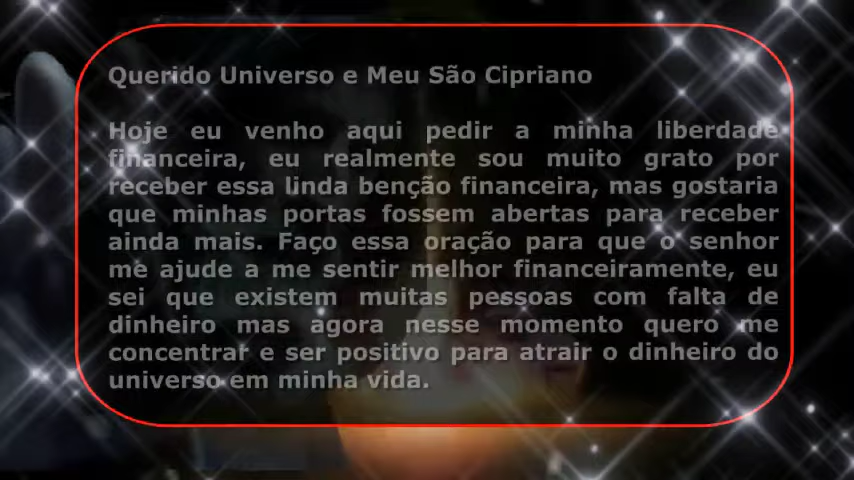 Querido Universo e Meu São Cipriano
Hoje eu venho aqui pedir a minha liberdade
financeira, eu realmente sou muito grato por
receber essa linda benção financeira, mas gostaria
que minhas portas fossem abertas para receber
ainda mais. Faço essa oração para que o senhor
me ajude a me sentir melhor financeiramente, eu
sei que existem muitas pessoas com falta de
dinheiro mas agora nesse momento quero me
concentrar e ser positivo para atrair o dinheiro do
universo em minha vida.